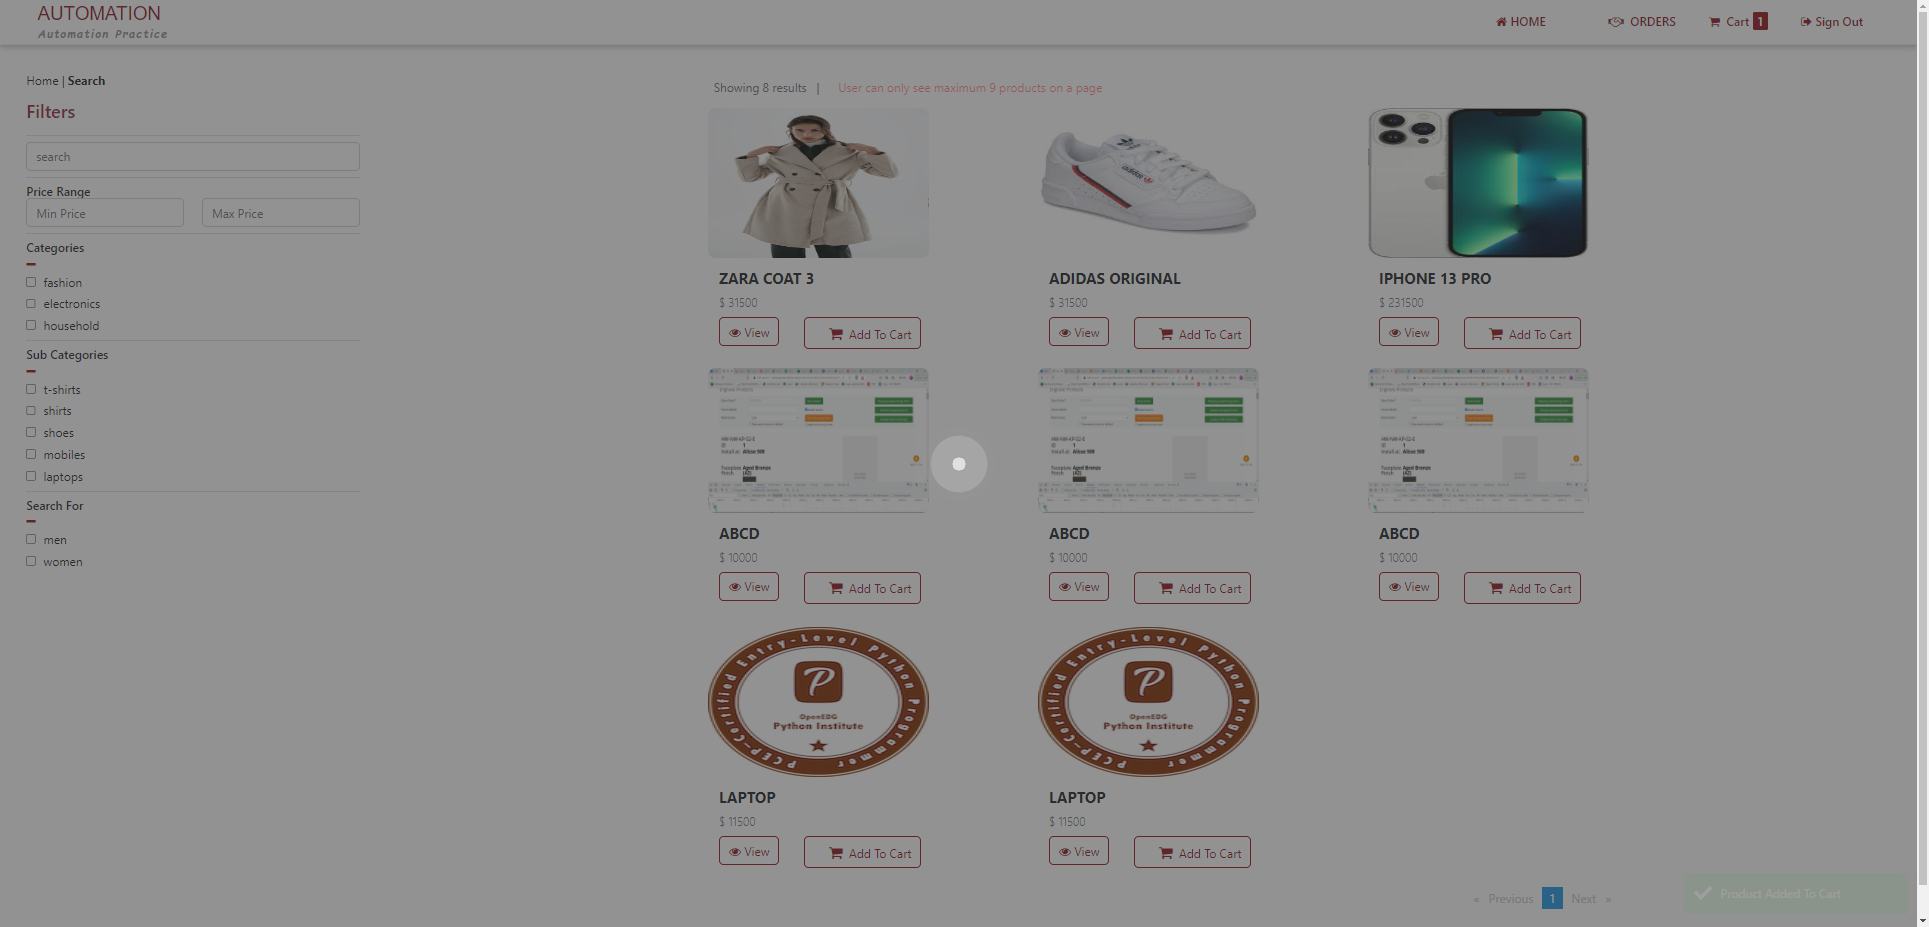 AUTOMATION
Automation Practice
HOME
ORDERS
Cart 1
Sign Out
Home | Search
Filters
search
Price Range
Min Price
Max Price
Categories
fashion
electronics
household
Sub Categories
t-shirts
shirts
shoes
mobiles
laptops
Search For
men
women
Showing 8 results |
User can only see maximum 9 products on a page
adidas
ZARA COAT 3
$ 31500
View
Add To Cart
ADIDAS ORIGINAL
$ 31500
View
Add To Cart
IPHONE 13 PRO
$ 231500
View
Add To Cart
ABCD
$ 10000
View
Add To Cart
ABCD
$ 10000
View
Add To Cart
ABCD
$ 10000
View
Add To Cart
PCEP-Certified Entry-Level Python Programmer
OpenEDG
Python Institute
LAPTOP
$ 11500
View
Add To Cart
PCEP-Certified Entry-Level Python Programmer
OpenEDG
Python Institute
LAPTOP
$ 11500
View
Add To Cart
« Previous 1 Next »
Product Added To Cart